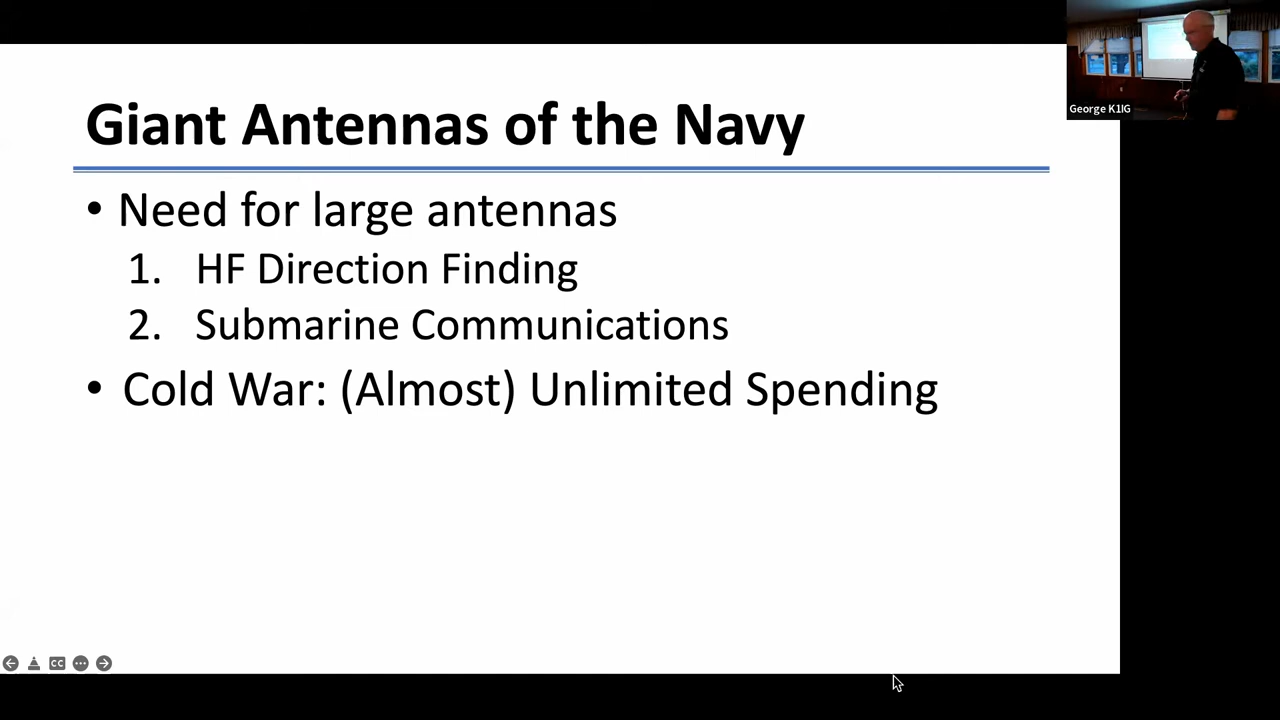 Giant Antennas of the Navy
George K1IG
• Need for large antennas
1. HF Direction Finding
2. Submarine Communications
• Cold War: (Almost) Unlimited Spending
CC